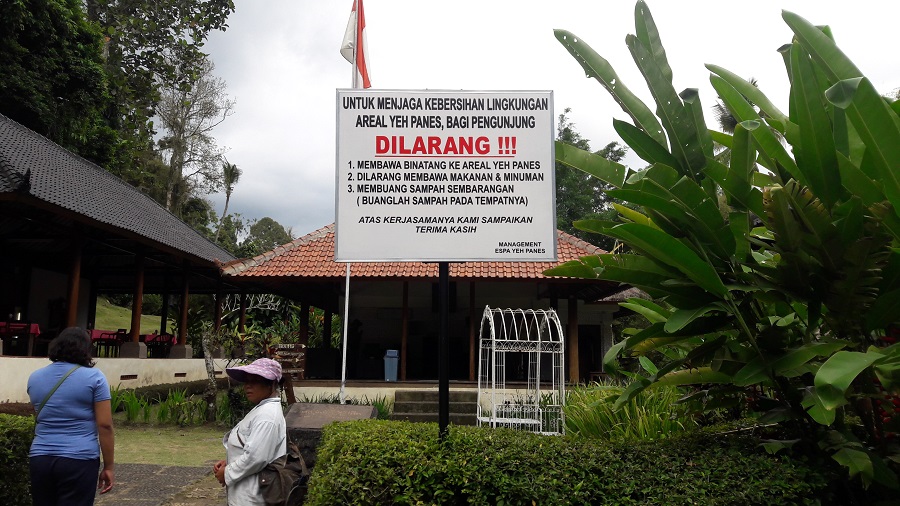 UNTUK MENJAGA KEBERSIHAN LINGKUNGAN
AREAL YEH PANES, BAGI PENGUNJUNG
DILARANG !!!
1. MEMBAWA BINATANG KE AREAL YEH PANES
2. DILARANG MEMBAWA MAKANAN & MINUMAN
3. MEMBUANG SAMPAH SEMBARANGAN
( BUANGLAH SAMPAH PADA TEMPATNYA)
ATAS KERJASAMANYA KAMI SAMPAIKAN
TERIMA KASIH
MANAGEMENT
ESPA YEH PANES